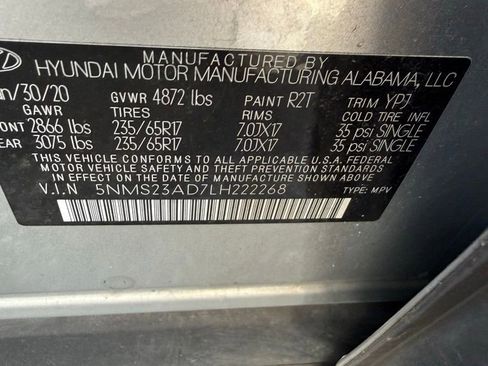 MANUFACTURED BY
HYUNDAI MOTOR MANUFACTURING ALABAMA, LLC
n/30/20 GVWR 4872 lbs PAINT R2T TRIM YPJ
GAWR TIRES RIMS COLD TIRE INFL
ONT 2866 lbs 235/65R17 7.0JX17 35 psi SINGLE
EAR 3075 lbs 235/65R17 7.0JX17 35 psi SINGLE
THIS VEHICLE CONFORMS TO ALL APPLICABLE U.S.A. FEDERAL
MOTOR VEHICLE SAFETY AND THEFT PREVENTION STANDARDS
IN EFFECT ON THE DATE OF MANUFACTURE SHOWN ABOVE.
V.I.N 5NMS23AD7LH222268 TYPE: MPV